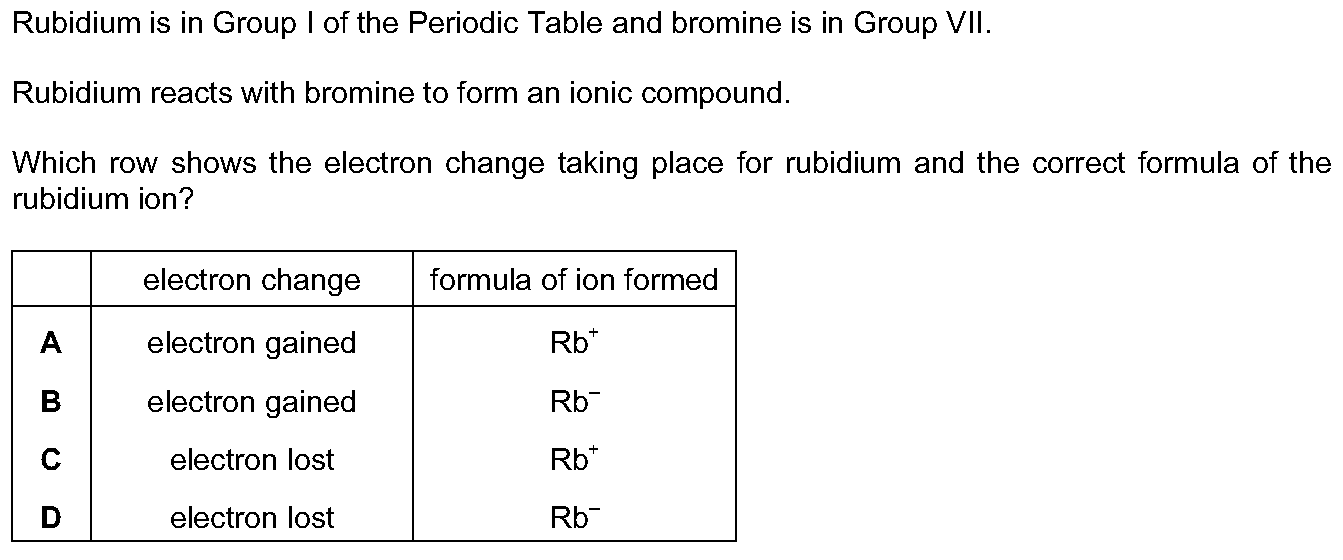 Rubidium is in Group I of the Periodic Table and bromine is in Group VII.
Rubidium reacts with bromine to form an ionic compound.
Which row shows the electron change taking place for rubidium and the correct formula of the
rubidium ion?
electron change formula of ion formed
A electron gained Rb⁺
B electron gained Rb⁻
C electron lost Rb⁺
D electron lost Rb⁻